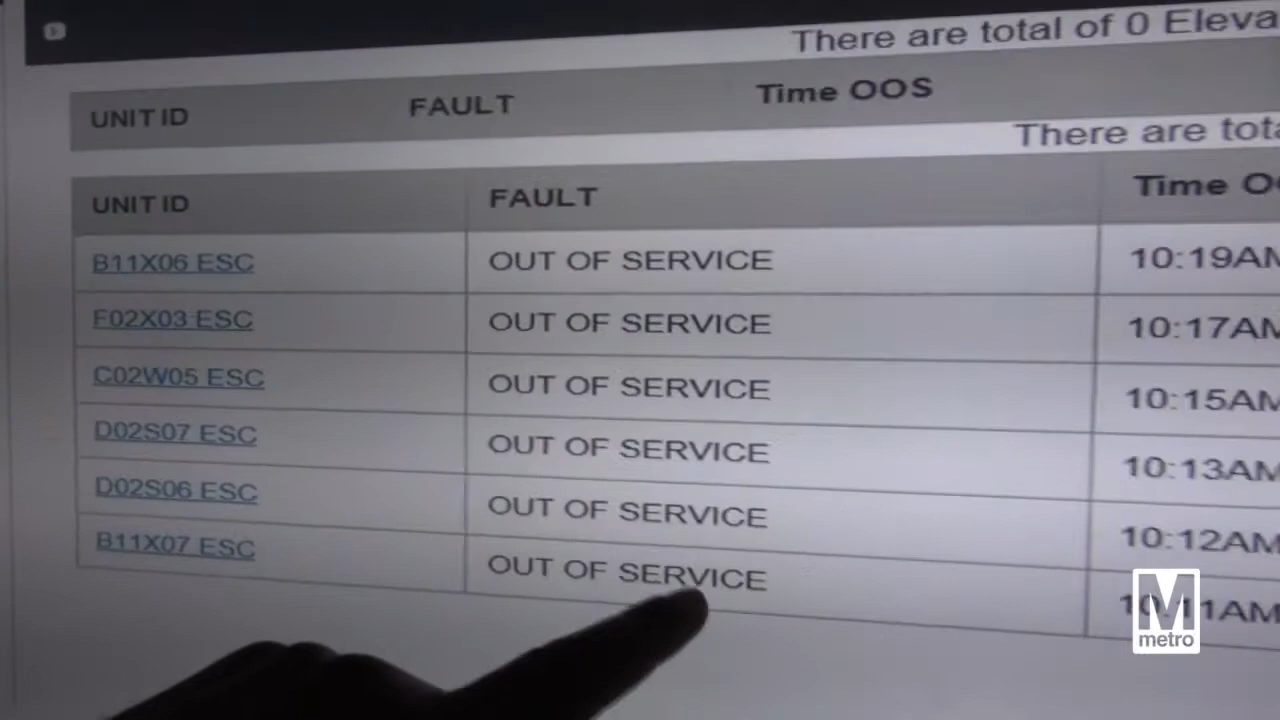 There are total of 0 Eleva
UNIT ID FAULT Time OOS
There are tota
UNIT ID FAULT Time OO
B11X06 ESC OUT OF SERVICE 10:19AM
F02X03 ESC OUT OF SERVICE 10:17AM
C02W05 ESC OUT OF SERVICE 10:15AM
D02S07 ESC OUT OF SERVICE 10:13AM
D02S06 ESC OUT OF SERVICE 10:12AM
B11X07 ESC OUT OF SERVICE 10:11AM
M
metro